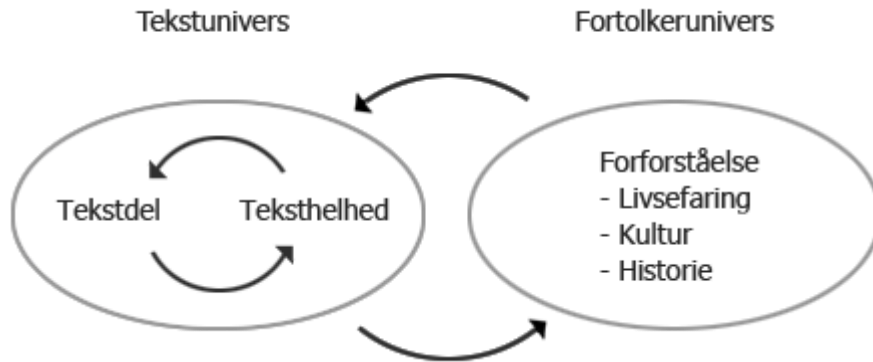 Tekstunivers
Fortolkerunivers
Tekstdel
Teksthelhed
Forforståelse
- Livsefaring
- Kultur
- Historie